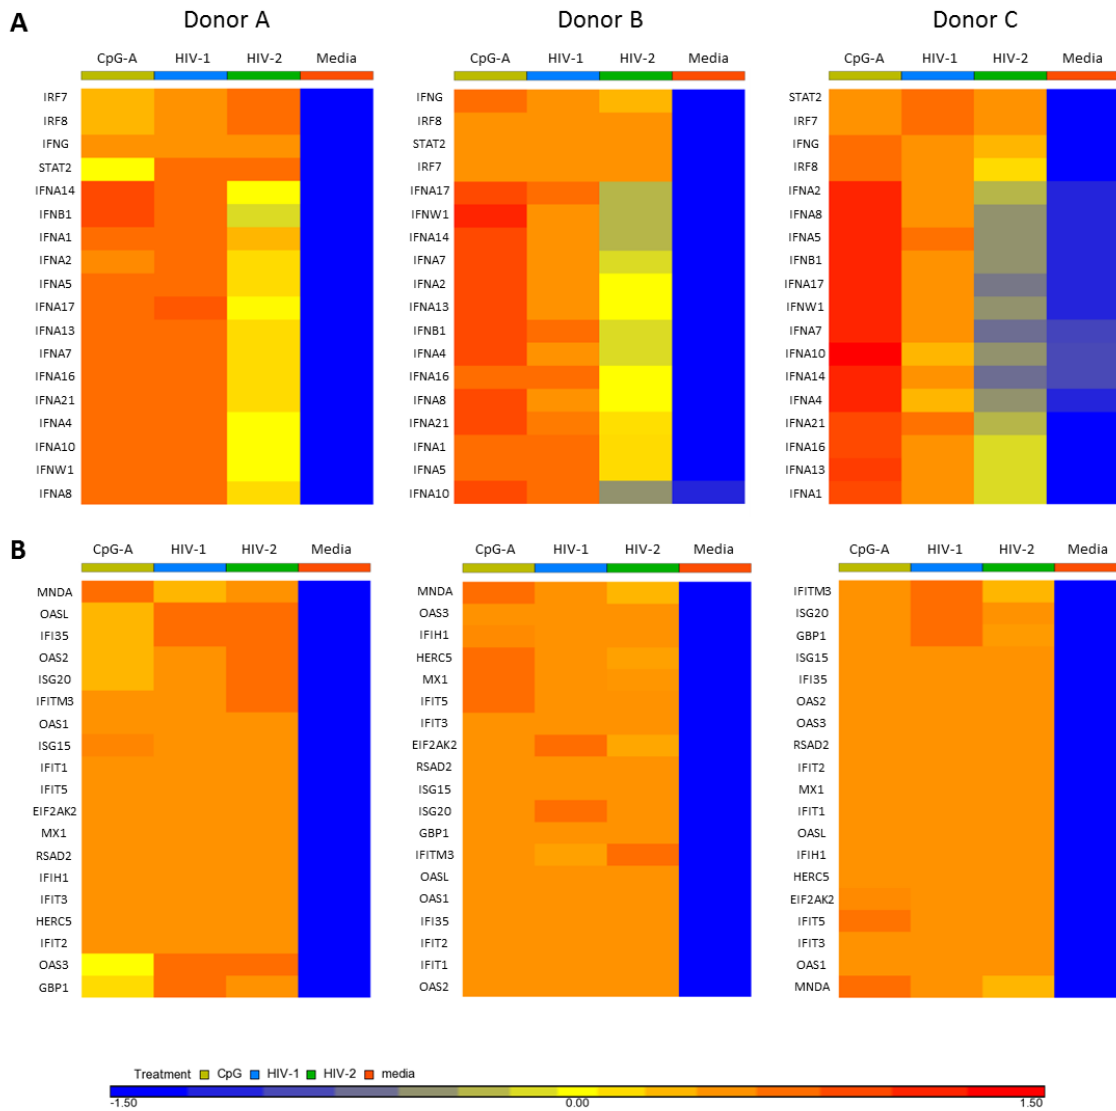 A
Donor A
Donor B
Donor C
CpG-A HIV-1 HIV-2 Media
IRF7
IRF8
IFNG
STAT2
IFNA14
IFNB1
IFNA1
IFNA2
IFNA5
IFNA17
IFNA13
IFNA7
IFNA16
IFNA21
IFNA4
IFNA10
IFNW1
IFNA8
CpG-A HIV-1 HIV-2 Media
IFNG
IRF8
STAT2
IRF7
IFNA17
IFNW1
IFNA14
IFNA7
IFNA2
IFNA13
IFNB1
IFNA4
IFNA16
IFNA8
IFNA21
IFNA1
IFNA5
IFNA10
CpG-A HIV-1 HIV-2 Media
STAT2
IRF7
IFNG
IRF8
IFNA2
IFNA8
IFNA5
IFNB1
IFNA17
IFNW1
IFNA7
IFNA10
IFNA14
IFNA4
IFNA21
IFNA16
IFNA13
IFNA1
B
CpG-A HIV-1 HIV-2 Media
MNDA
OASL
IFI35
OAS2
ISG20
IFITM3
OAS1
ISG15
IFIT1
IFIT5
EIF2AK2
MX1
RSAD2
IFIH1
IFIT3
HERC5
IFIT2
OAS3
GBP1
CpG-A HIV-1 HIV-2 Media
MNDA
OAS3
IFIH1
HERC5
MX1
IFIT5
IFIT3
EIF2AK2
RSAD2
ISG15
ISG20
GBP1
IFITM3
OASL
OAS1
IFI35
IFIT2
IFIT1
OAS2
CpG-A HIV-1 HIV-2 Media
IFITM3
ISG20
GBP1
ISG15
IFI35
OAS2
OAS3
RSAD2
IFIT2
MX1
IFIT1
OASL
IFIH1
HERC5
EIF2AK2
IFIT5
IFIT3
OAS1
MNDA
Treatment CpG HIV-1 HIV-2 media
-1.50 0.00 1.50